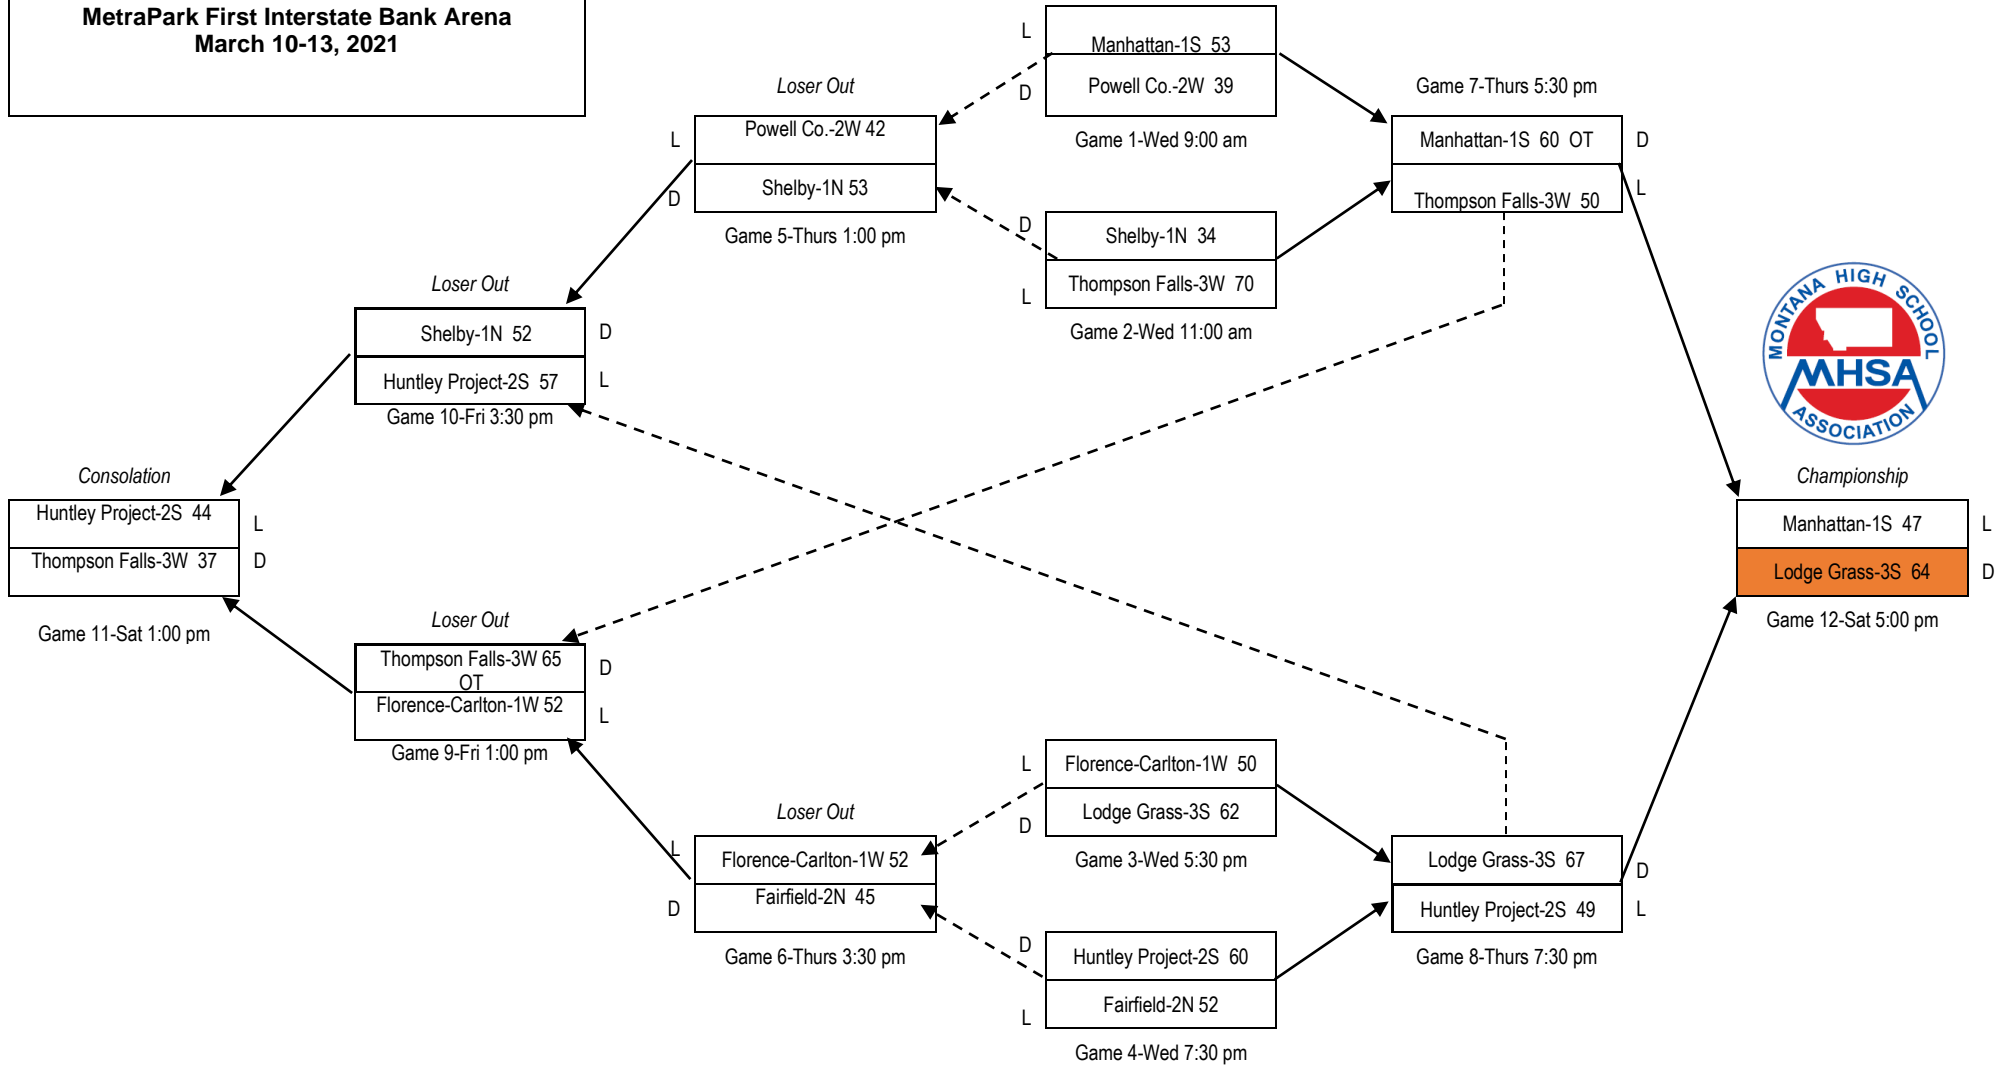 MetraPark First Interstate Bank Arena
March 10-13, 2021
L
Manhattan-1S 53
D
Powell Co.-2W 39
Game 1-Wed 9:00 am
Loser Out
L
Powell Co.-2W 42
D
Shelby-1N 53
Game 5-Thurs 1:00 pm
D
Shelby-1N 34
L
Thompson Falls-3W 70
Game 2-Wed 11:00 am
Game 7-Thurs 5:30 pm
Manhattan-1S 60 OT
D
Thompson Falls-3W 50
L
Loser Out
Shelby-1N 52
D
Huntley Project-2S 57
L
Game 10-Fri 3:30 pm
MONTANA HIGH SCHOOL
MHSA
ASSOCIATION
Consolation
Huntley Project-2S 44
L
Thompson Falls-3W 37
D
Game 11-Sat 1:00 pm
Championship
Manhattan-1S 47
L
Lodge Grass-3S 64
D
Game 12-Sat 5:00 pm
Loser Out
Thompson Falls-3W 65
OT
D
Florence-Carlton-1W 52
L
Game 9-Fri 1:00 pm
L
Florence-Carlton-1W 50
D
Lodge Grass-3S 62
Game 3-Wed 5:30 pm
Loser Out
L
Florence-Carlton-1W 52
D
Fairfield-2N 45
Game 6-Thurs 3:30 pm
Lodge Grass-3S 67
D
Huntley Project-2S 49
L
Game 8-Thurs 7:30 pm
D
Huntley Project-2S 60
L
Fairfield-2N 52
Game 4-Wed 7:30 pm